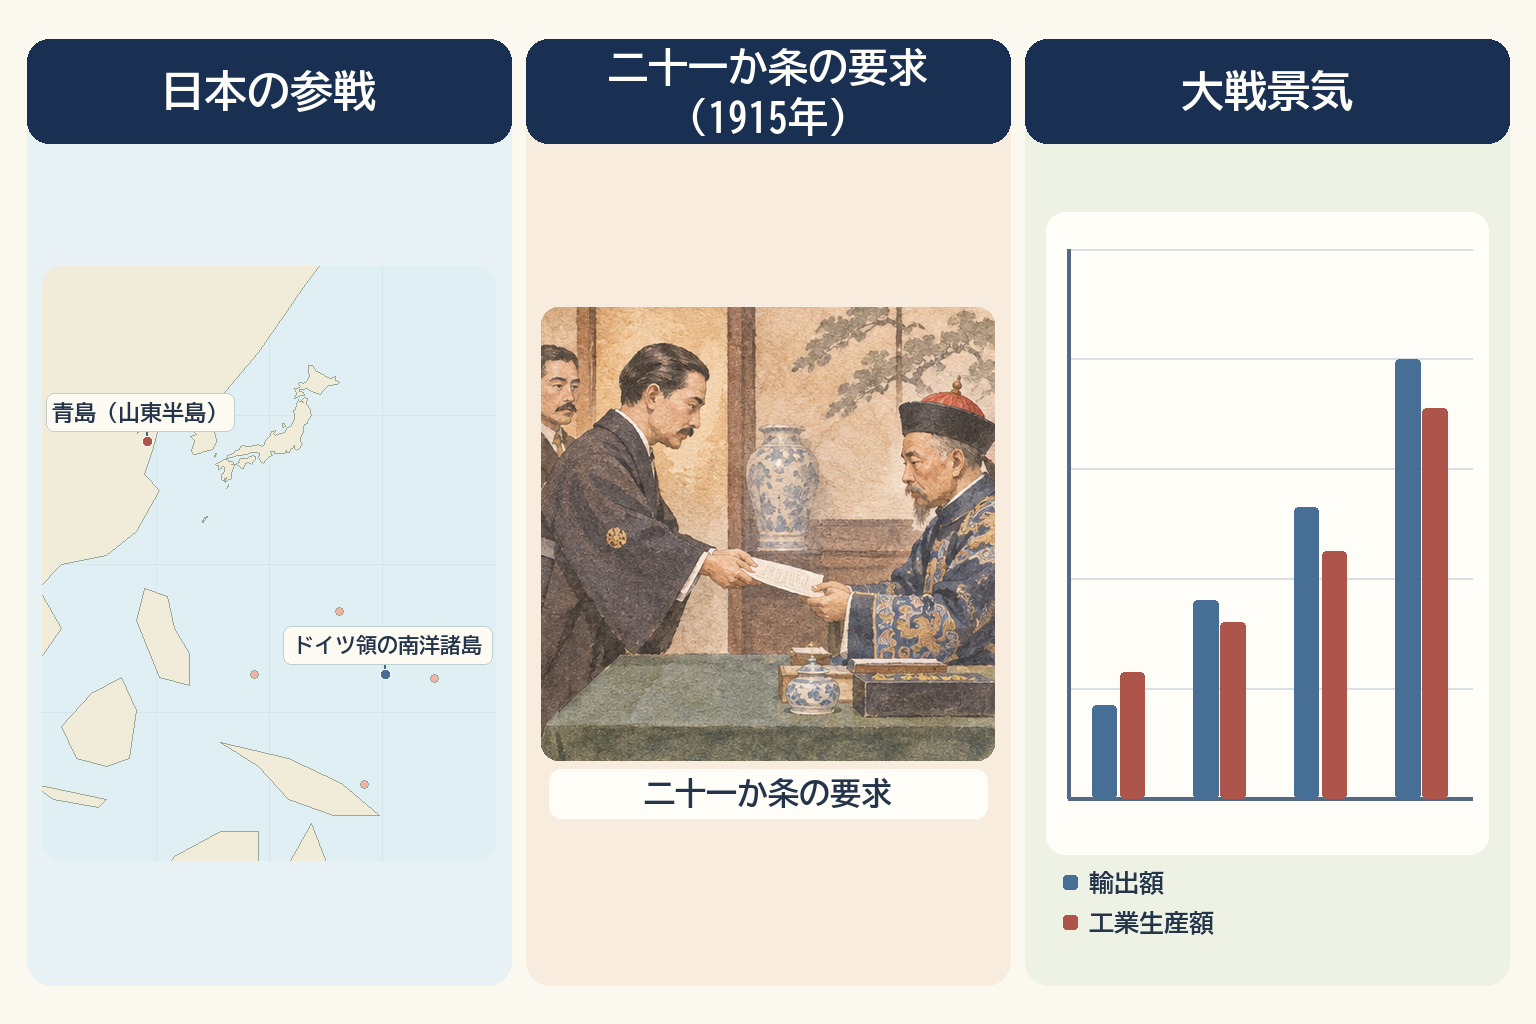 日本の参戦
青島（山東半島）
ドイツ領の南洋諸島
二十一か条の要求
（1915年）
二十一か条の要求
大戦景気
輸出額
工業生産額